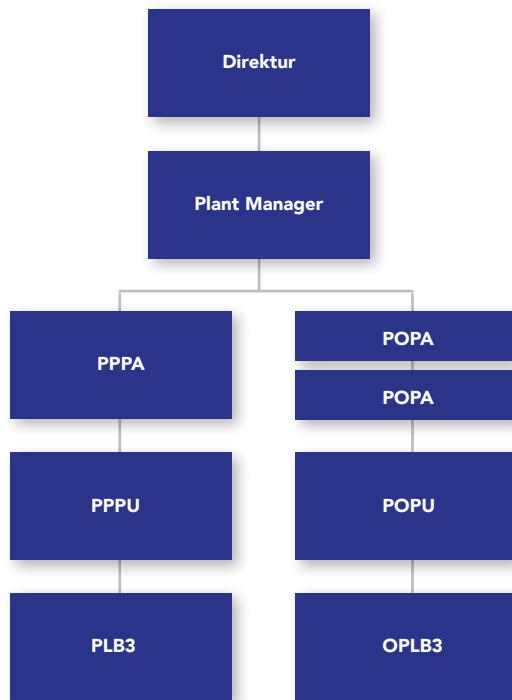 Direktur
Plant Manager
PPPA
POPA
POPA
PPPU
POPU
PLB3
OPLB3